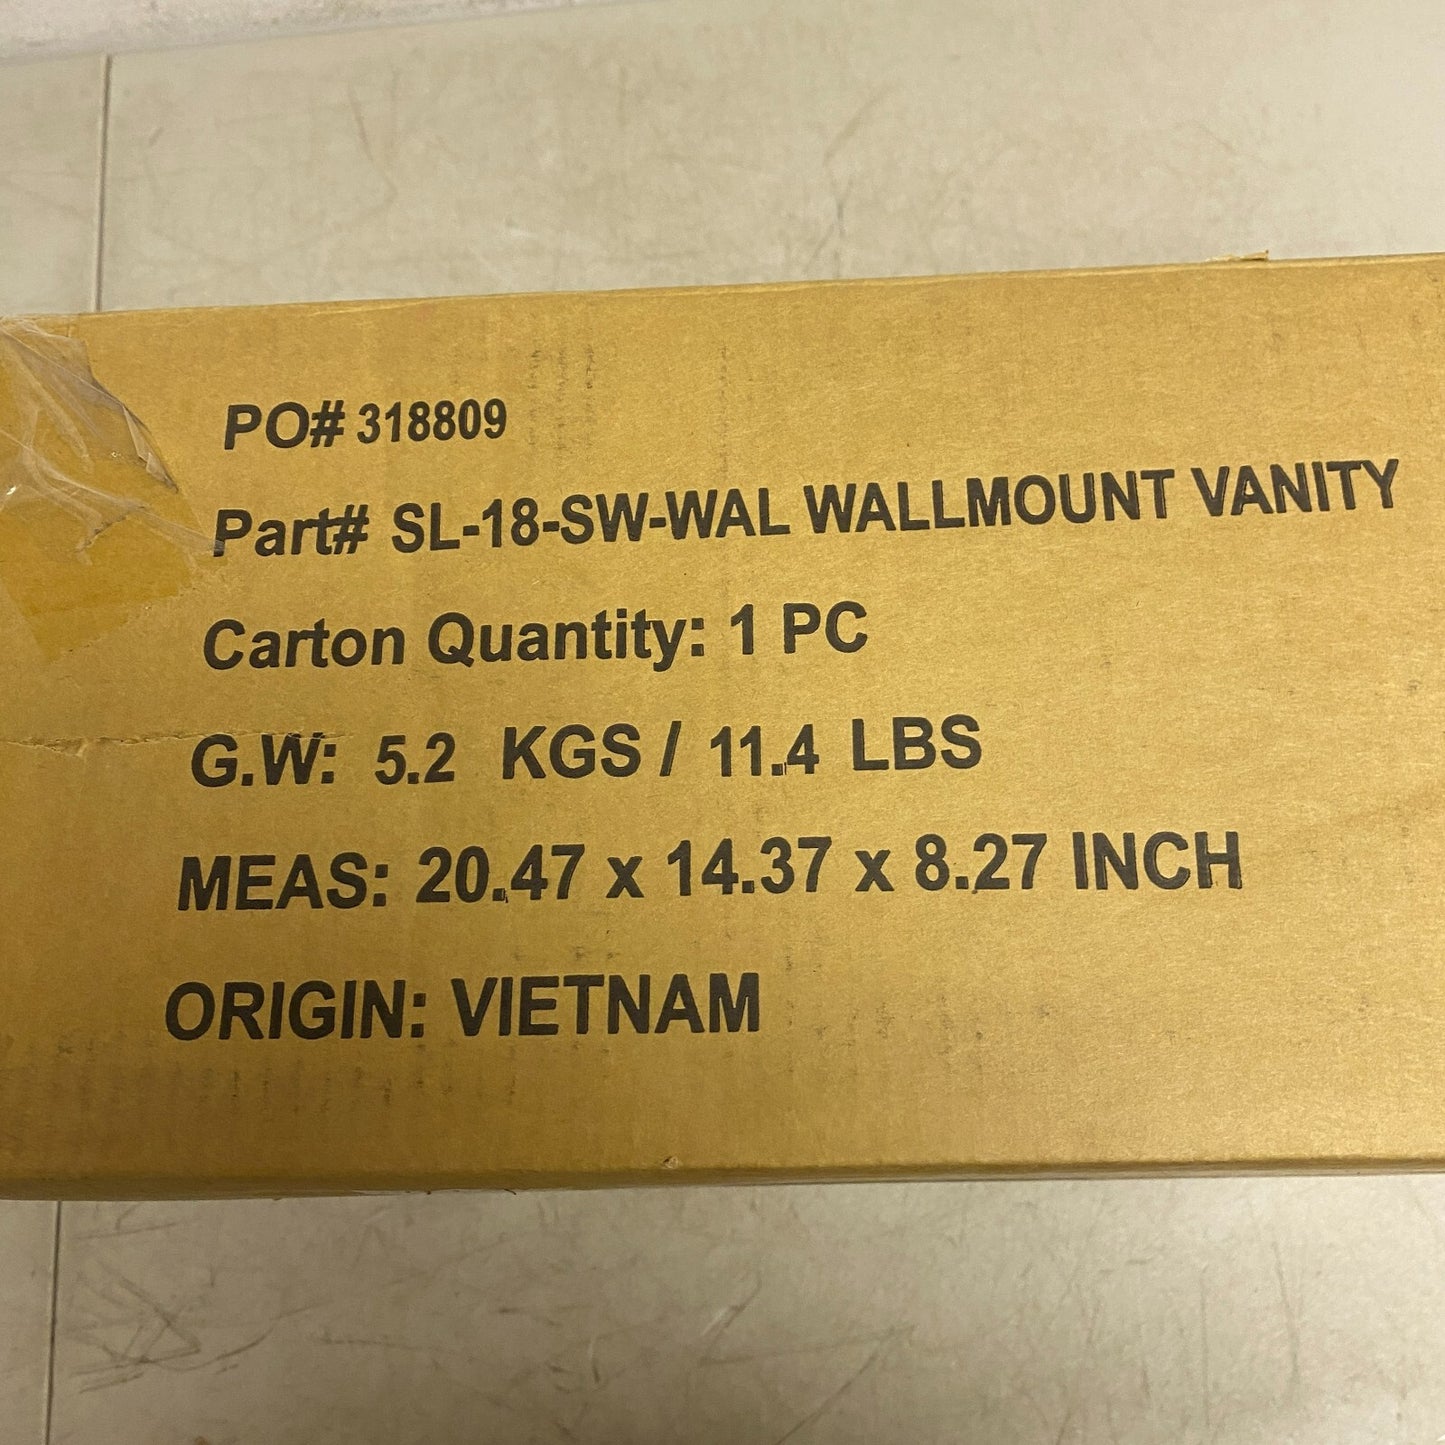 PO# 318809
Part# SL-18-SW-WAL WALLMOUNT VANITY
Carton Quantity: 1 PC
G.W: 5.2 KGS / 11.4 LBS
MEAS: 20.47 x 14.37 x 8.27 INCH
ORIGIN: VIETNAM